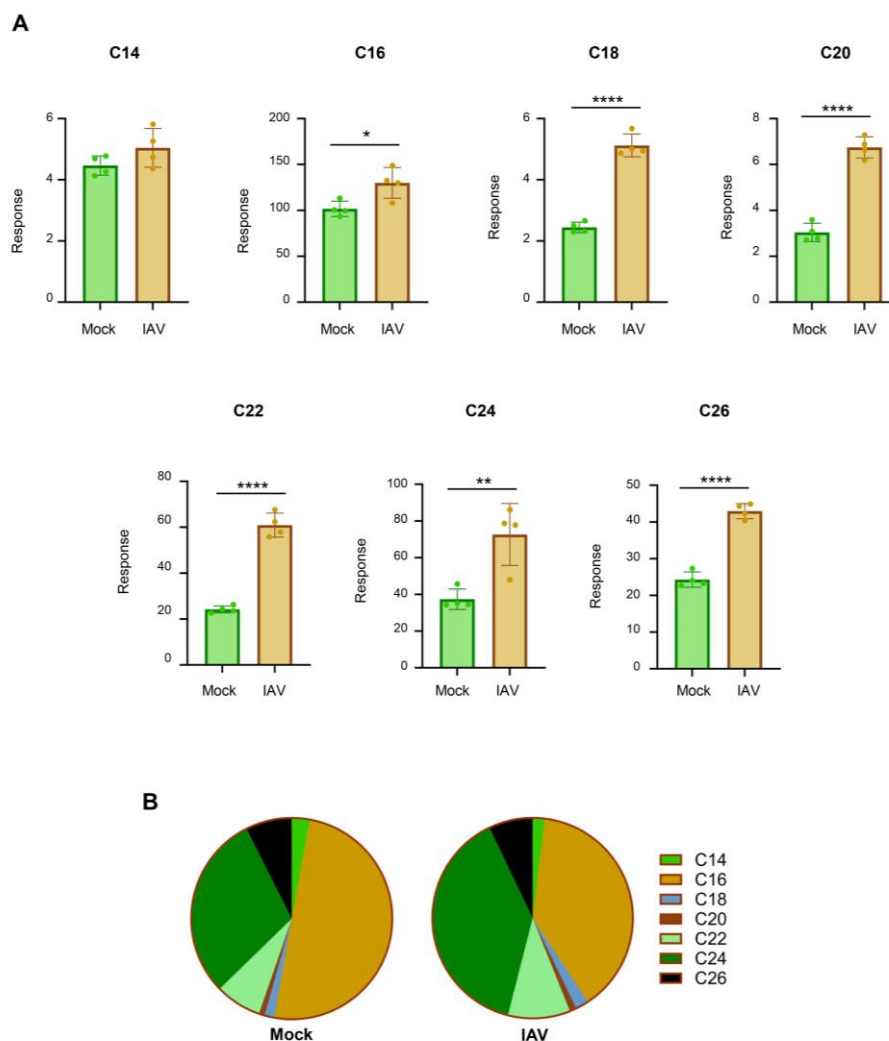 A
C14
C16
C18
C20
Response
6
4
2
0
Mock
IAV
*
Response
200
150
100
50
0
Mock
IAV
****
Response
6
4
2
0
Mock
IAV
****
Response
8
6
4
2
0
Mock
IAV
C22
C24
C26
****
Response
80
60
40
20
0
Mock
IAV
**
Response
100
80
60
40
20
0
Mock
IAV
****
Response
50
40
30
20
10
0
Mock
IAV
B
Mock
IAV
C14
C16
C18
C20
C22
C24
C26